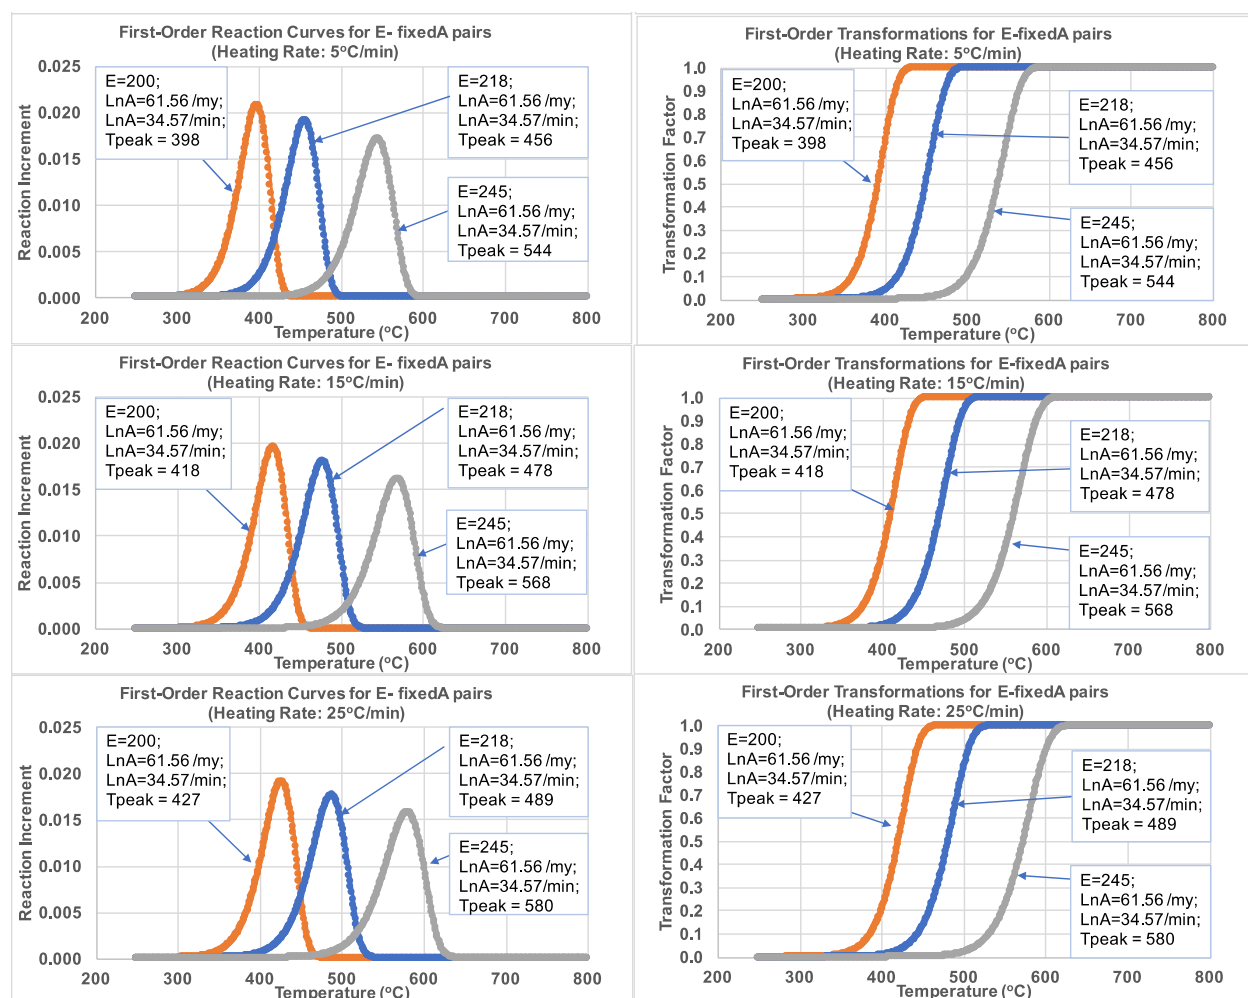 First-Order Reaction Curves for E- fixedA pairs
(Heating Rate: 5°C/min)
Reaction Increment
0.025
0.020
0.015
0.010
0.005
0.000
E=200;
LnA=61.56/my;
LnA=34.57/min;
Tpeak = 398
E=218;
LnA=61.56/my;
LnA=34.57/min;
Tpeak = 456
E=245;
LnA=61.56/my;
LnA=34.57/min;
Tpeak = 544
200 300 400 500 600 700 800
Temperature (°C)
First-Order Transformations for E-fixedA pairs
(Heating Rate: 5°C/min)
Transformation Factor
1.0
0.9
0.8
0.7
0.6
0.5
0.4
0.3
0.2
0.1
0.0
E=200;
LnA=61.56/my;
LnA=34.57/min;
Tpeak = 398
E=218;
LnA=61.56/my;
LnA=34.57/min;
Tpeak = 456
E=245;
LnA=61.56/my;
LnA=34.57/min;
Tpeak = 544
200 300 400 500 600 700 800
Temperature (°C)
First-Order Reaction Curves for E- fixedA pairs
(Heating Rate: 15°C/min)
Reaction Increment
0.025
0.020
0.015
0.010
0.005
0.000
E=200;
LnA=61.56/my;
LnA=34.57/min;
Tpeak = 418
E=218;
LnA=61.56/my;
LnA=34.57/min;
Tpeak = 478
E=245;
LnA=61.56/my;
LnA=34.57/min;
Tpeak = 568
200 300 400 500 600 700 800
Temperature (°C)
First-Order Transformations for E-fixedA pairs
(Heating Rate: 15°C/min)
Transformation Factor
1.0
0.9
0.8
0.7
0.6
0.5
0.4
0.3
0.2
0.1
0.0
E=200;
LnA=61.56/my;
LnA=34.57/min;
Tpeak = 418
E=218;
LnA=61.56/my;
LnA=34.57/min;
Tpeak = 478
E=245;
LnA=61.56/my;
LnA=34.57/min;
Tpeak = 568
200 300 400 500 600 700 800
Temperature (°C)
First-Order Reaction Curves for E- fixedA pairs
(Heating Rate: 25°C/min)
Reaction Increment
0.025
0.020
0.015
0.010
0.005
0.000
E=200;
LnA=61.56/my;
LnA=34.57/min;
Tpeak = 427
E=218;
LnA=61.56/my;
LnA=34.57/min;
Tpeak = 489
E=245;
LnA=61.56/my;
LnA=34.57/min;
Tpeak = 580
200 300 400 500 600 700 800
Temperature (°C)
First-Order Transformations for E-fixedA pairs
(Heating Rate: 25°C/min)
Transformation Factor
1.0
0.9
0.8
0.7
0.6
0.5
0.4
0.3
0.2
0.1
0.0
E=200;
LnA=61.56/my;
LnA=34.57/min;
Tpeak = 427
E=218;
LnA=61.56/my;
LnA=34.57/min;
Tpeak = 489
E=245;
LnA=61.56/my;
LnA=34.57/min;
Tpeak = 580
200 300 400 500 600 700 800
Temperature (°C)